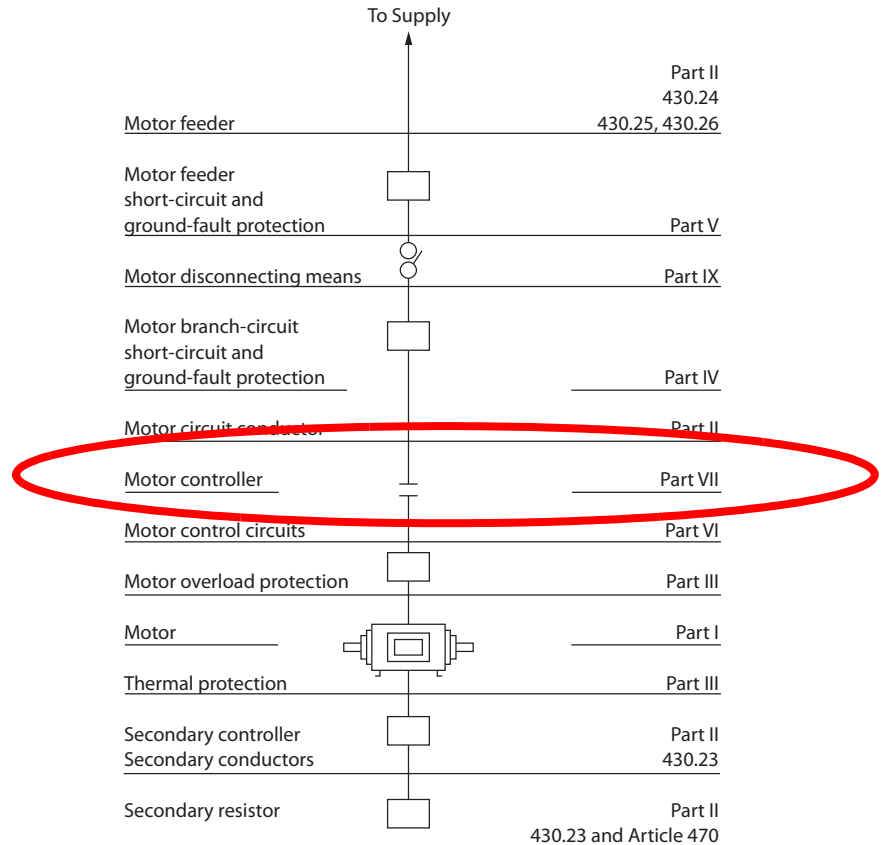 To Supply
Part II
430.24
Motor feeder 430.25, 430.26
Motor feeder
short-circuit and
ground-fault protection Part V
Motor disconnecting means Part IX
Motor branch-circuit
short-circuit and
ground-fault protection Part IV
Motor circuit conductor Part II
Motor controller Part VII
Motor control circuits Part VI
Motor overload protection Part III
Motor Part I
Thermal protection Part III
Secondary controller Part II
Secondary conductors 430.23
Secondary resistor Part II
430.23 and Article 470